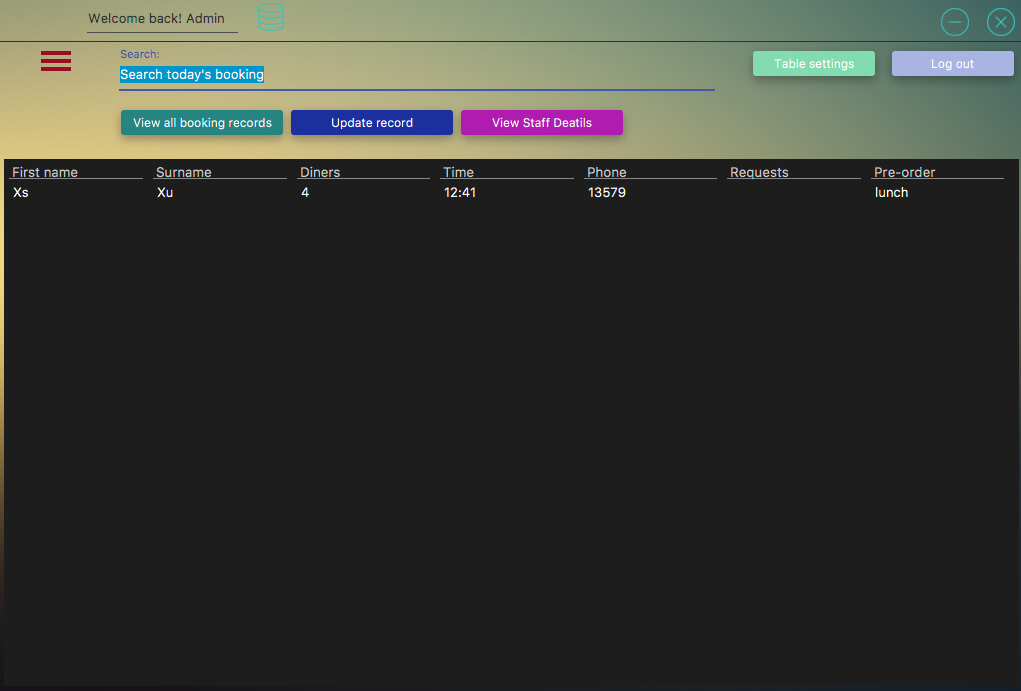 Welcome back! Admin
Search:
Search today's booking
Table settings
Log out
View all booking records
Update record
View Staff Deatils
First name Surname Diners Time Phone Requests Pre-order
Xs Xu 4 12:41 13579 lunch